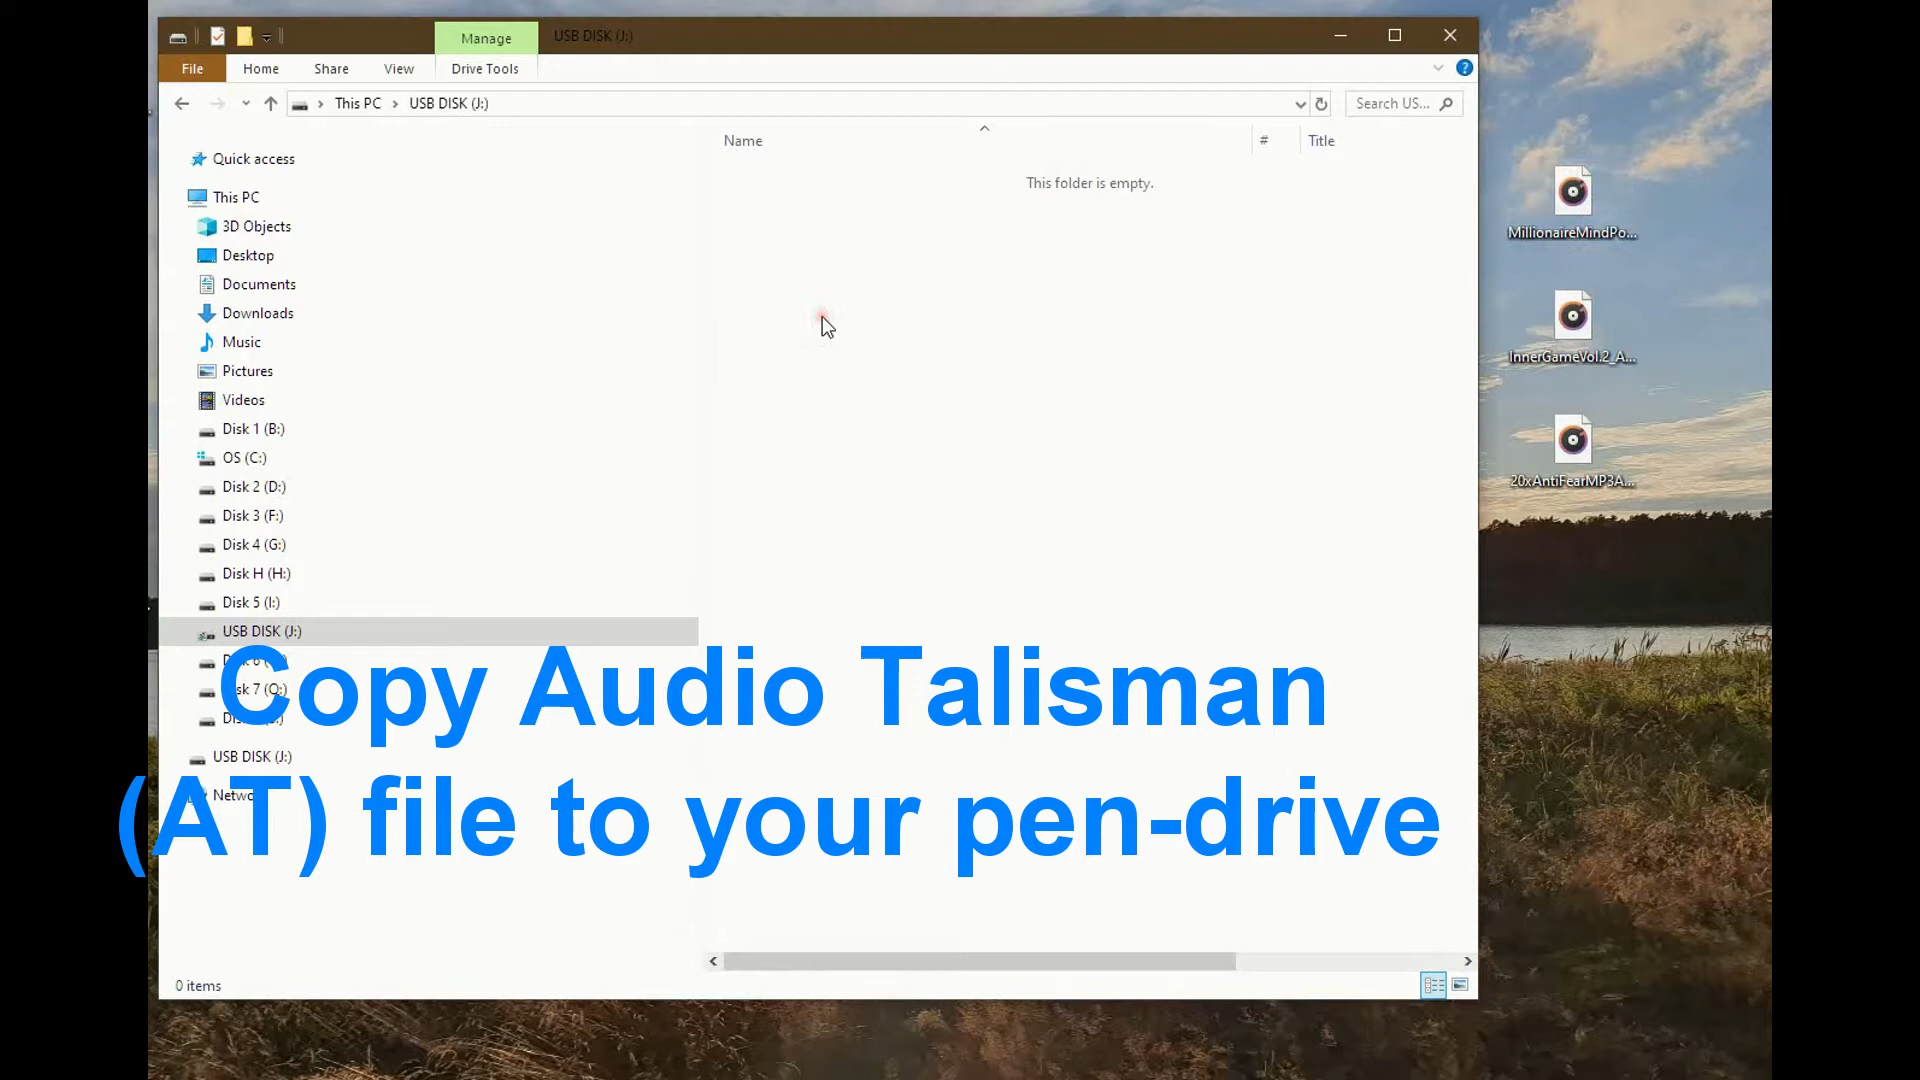 Manage
USB DISK (J:)
File
Home
Share
View
Drive Tools
This PC
USB DISK (J:)
Search US...
Name
#
Title
This folder is empty.
Quick access
This PC
3D Objects
Desktop
Documents
Downloads
Music
Pictures
Videos
Disk 1 (B:)
OS (C:)
Disk 2 (D:)
Disk 3 (F:)
Disk 4 (G:)
Disk H (H:)
Disk 5 (I:)
USB DISK (J:)
USB DISK (J:)
0 items
MillionaireMindPo...
InnerGameVol.2_A...
20xAntiFearMP3A...
Copy Audio Talisman
(AT) file to your pen-drive